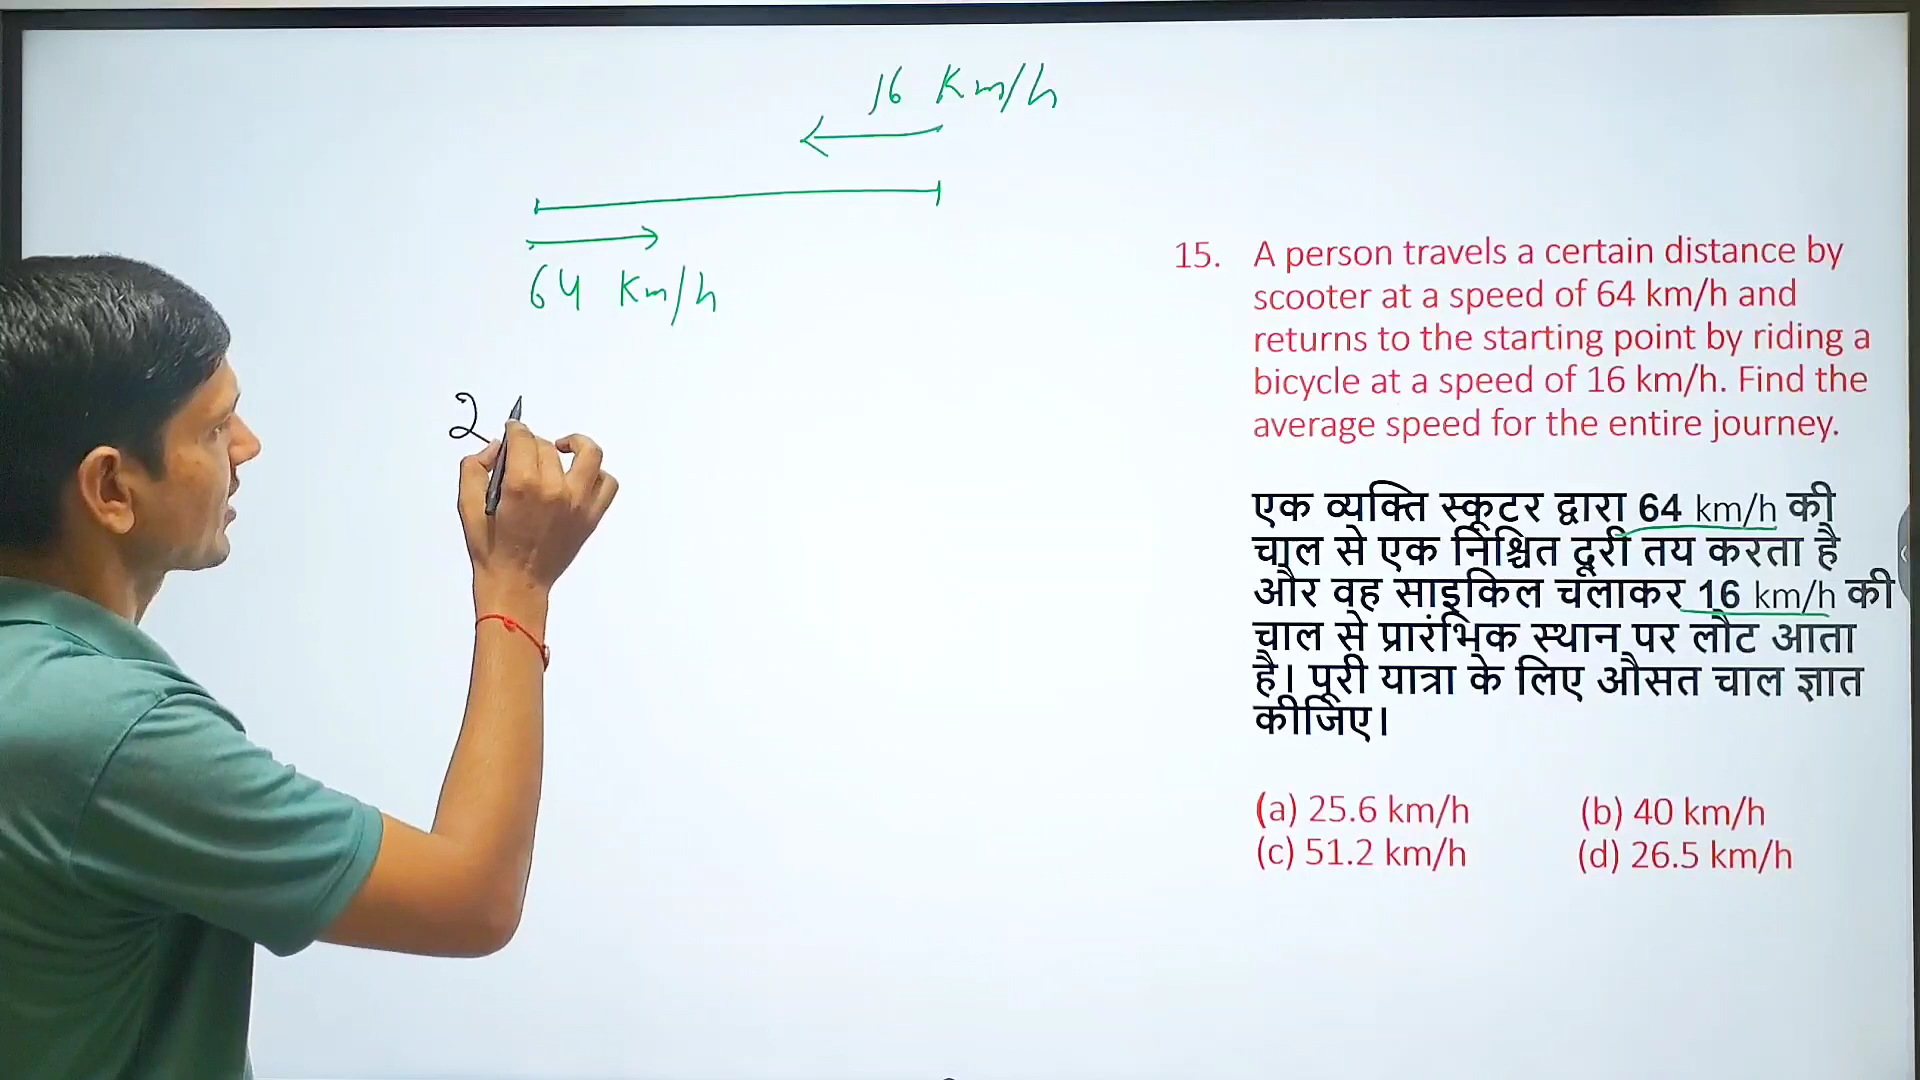 16 Km/h
64 Km/h
2
15. A person travels a certain distance by
scooter at a speed of 64 km/h and
returns to the starting point by riding a
bicycle at a speed of 16 km/h. Find the
average speed for the entire journey.
एक व्यक्ति स्कूटर द्वारा 64 km/h की
चाल से एक निश्चित दूरी तय करता है
और वह साइकिल चलाकर 16 km/h की
चाल से प्रारंभिक स्थान पर लौट आता
है। पूरी यात्रा के लिए औसत चाल ज्ञात
कीजिए।
(a) 25.6 km/h (b) 40 km/h
(c) 51.2 km/h (d) 26.5 km/h